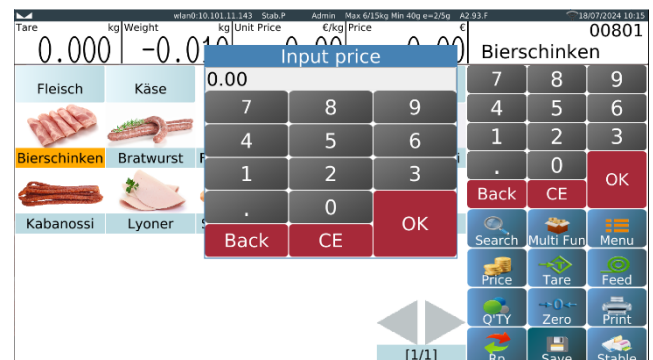 wlan0:10.101.11.143 Stab.P Admin Max 6/15kg Min 40g e=2/5g A2.93.F 18/07/2024 10:15
Tare kg Weight kg Unit Price €/kg Price €
0.000 -0.0
00801
Bierschinken
Input price
0.00
7 8 9
4 5 6
1 2 3
. 0
OK
Back CE
Fleisch Käse
Bierschinken Bratwurst
Kabanossi Lyoner
[1/1]
7 8 9
4 5 6
1 2 3
. 0
OK
Back CE
Search Multi Fun Menu
Price Tare Feed
Q'TY Zero Print
Rp Save Stable